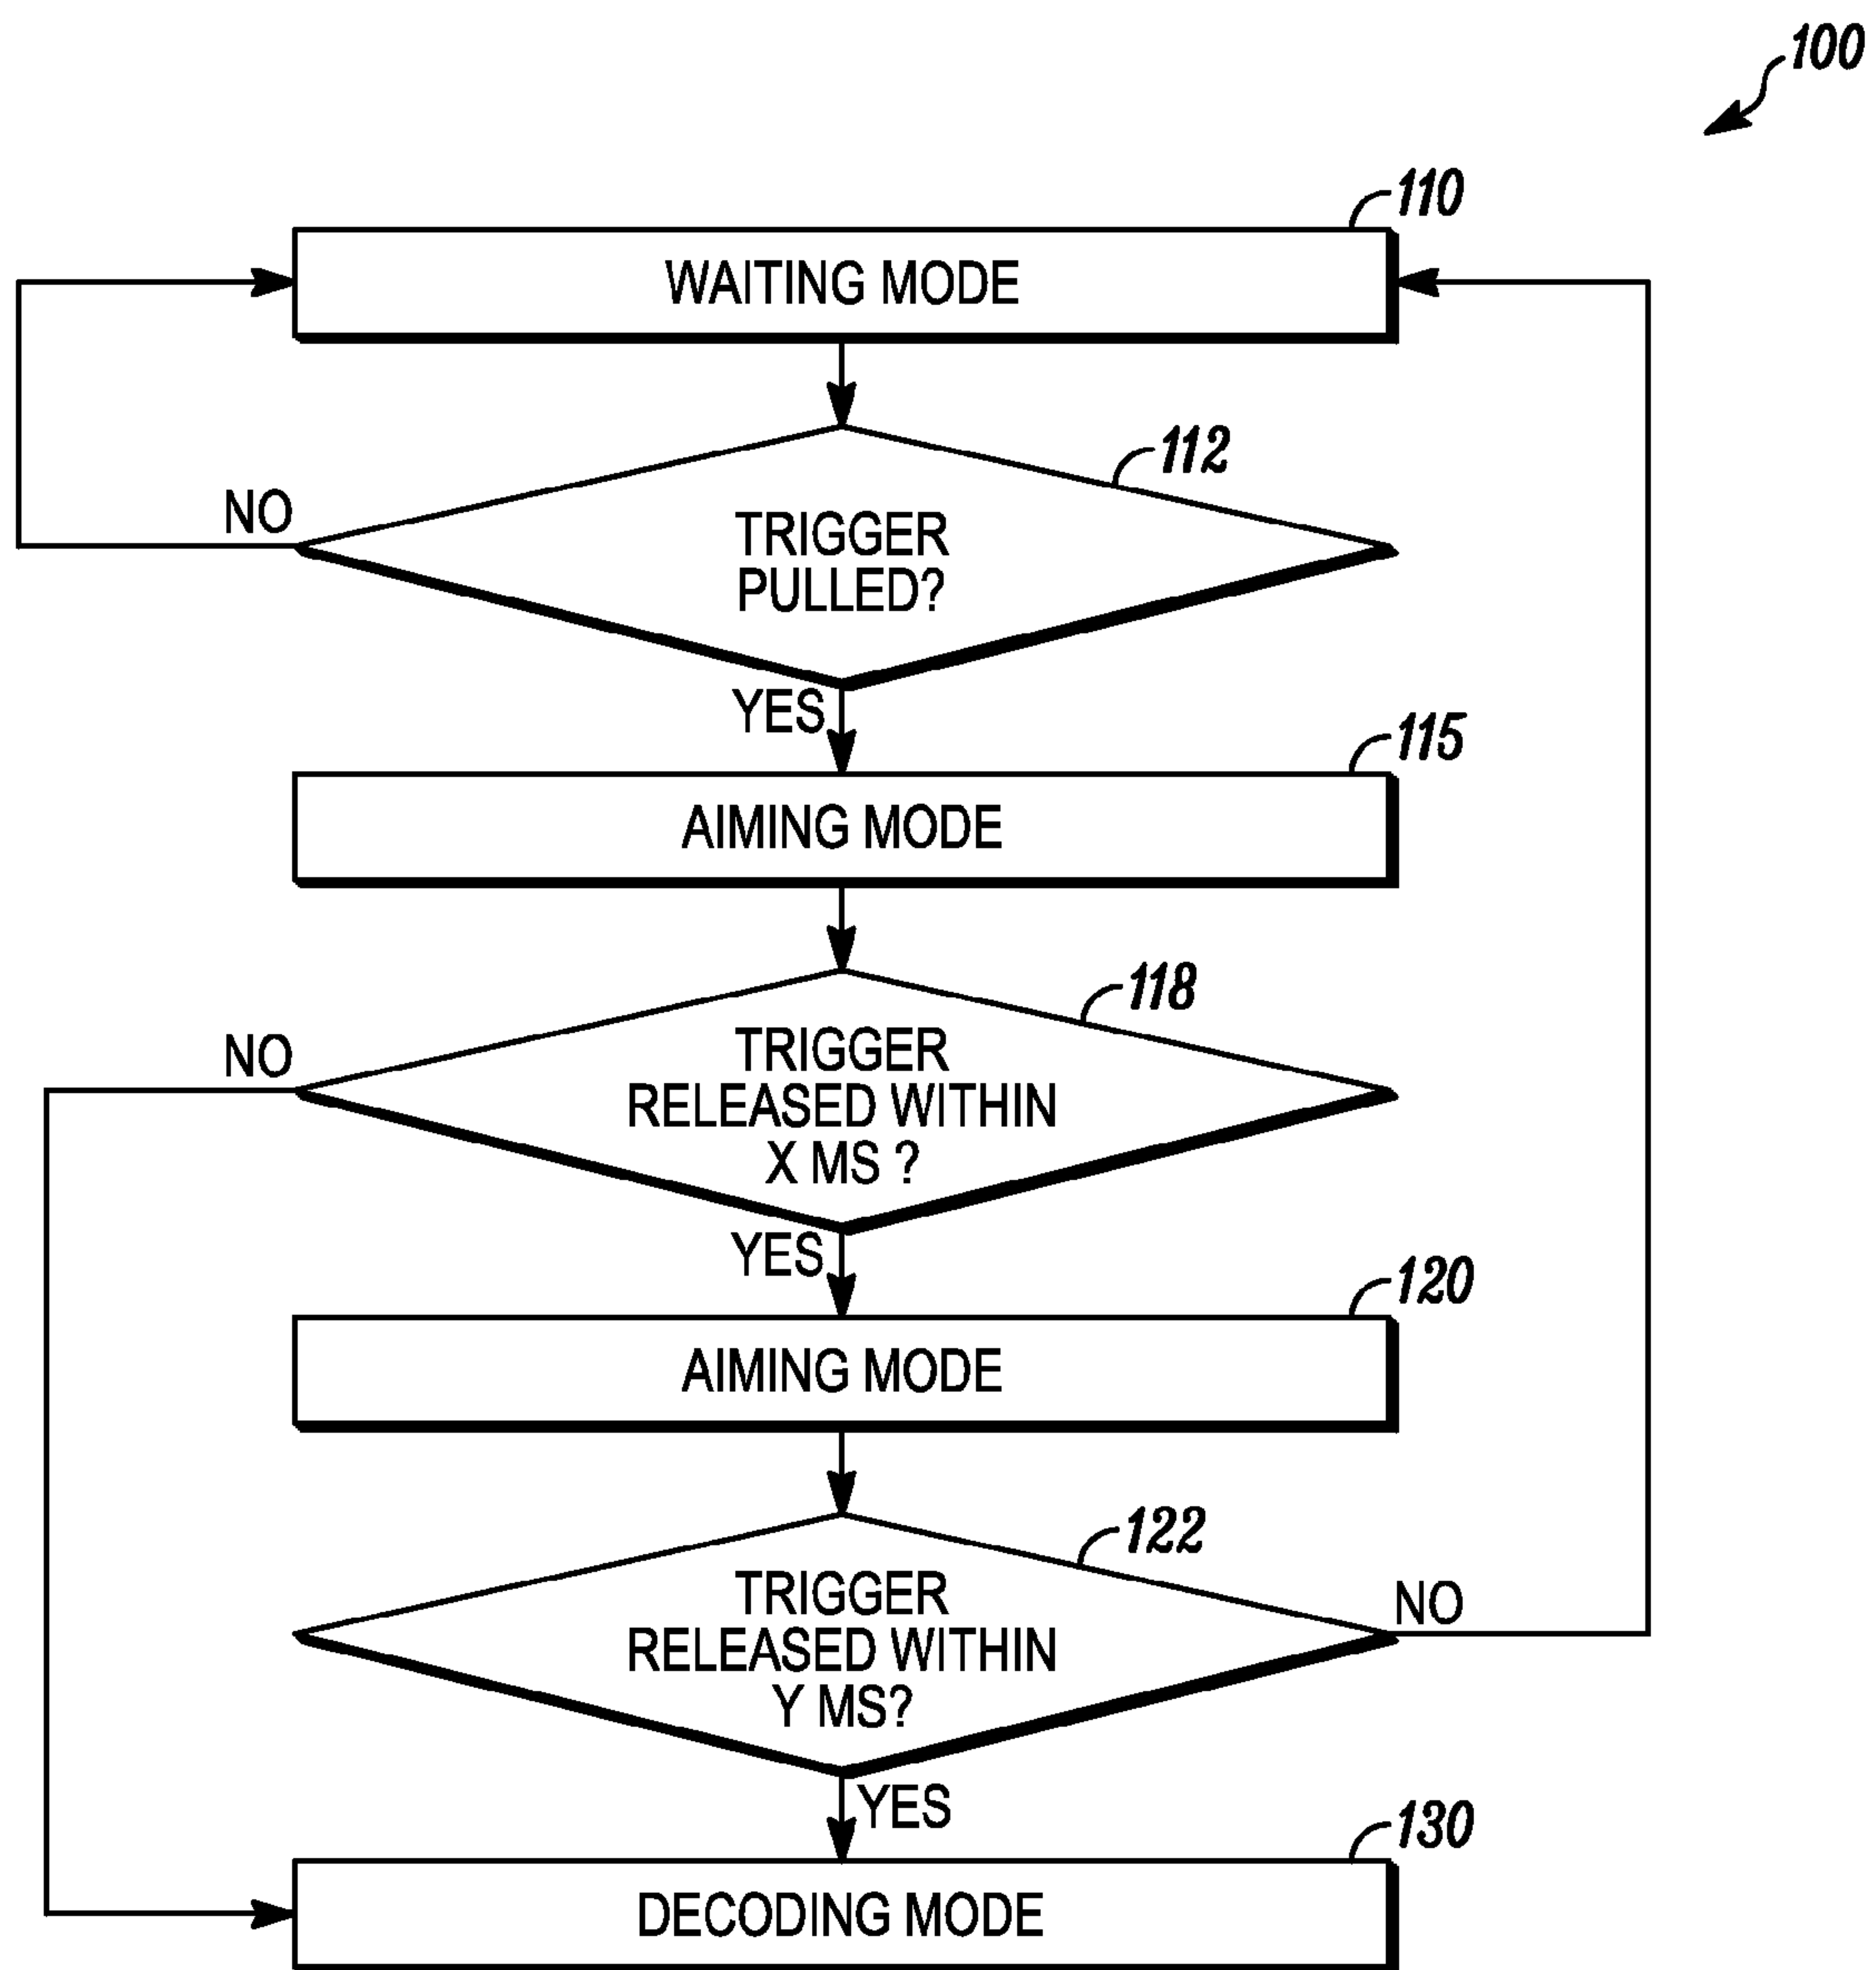 100
110
WAITING MODE
112
NO
TRIGGER
PULLED?
YES
115
AIMING MODE
118
NO
TRIGGER
RELEASED WITHIN
X MS ?
YES
120
AIMING MODE
122
TRIGGER
RELEASED WITHIN
Y MS?
NO
YES
130
DECODING MODE